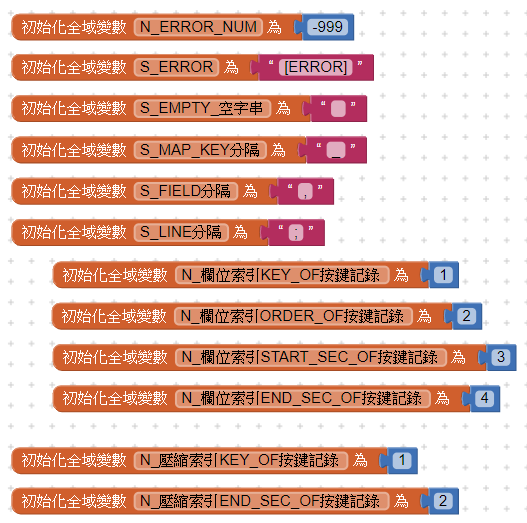 初始化全域變數 N_ERROR_NUM 為 -999
初始化全域變數 S_ERROR 為 “ [ERROR] ”
初始化全域變數 S_EMPTY_空字串 為 “ ”
初始化全域變數 S_MAP_KEY分隔 為 “ _ ”
初始化全域變數 S_FIELD分隔 為 “ , ”
初始化全域變數 S_LINE分隔 為 “ ; ”
初始化全域變數 N_欄位索引KEY_OF按鍵記錄 為 1
初始化全域變數 N_欄位索引ORDER_OF按鍵記錄 為 2
初始化全域變數 N_欄位索引START_SEC_OF按鍵記錄 為 3
初始化全域變數 N_欄位索引END_SEC_OF按鍵記錄 為 4
初始化全域變數 N_壓縮索引KEY_OF按鍵記錄 為 1
初始化全域變數 N_壓縮索引END_SEC_OF按鍵記錄 為 2